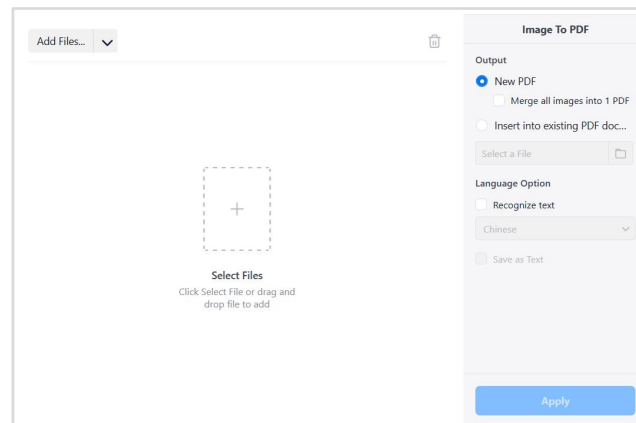 Add Files...
Image To PDF
Output
New PDF
Merge all images into 1 PDF
Insert into existing PDF doc...
Select a File
Language Option
Recognize text
Chinese
Save as Text
Select Files
Click Select File or drag and
drop file to add
Apply